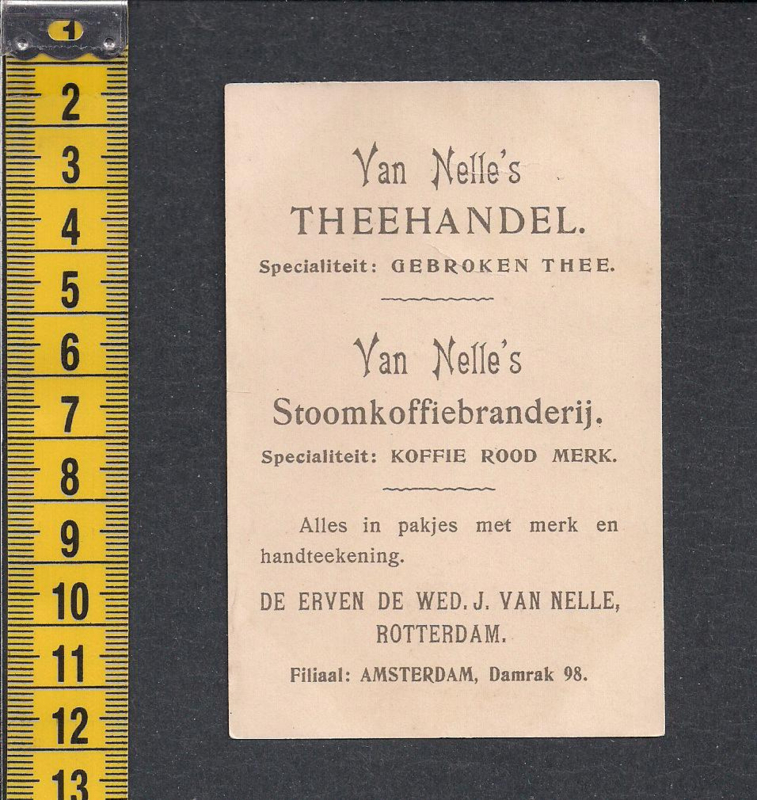 1
2
3
4
5
6
7
8
9
10
11
12
13
Van Nelle's
THEEHANDEL.
Specialiteit: GEBROKEN THEE.
Van Nelle's
Stoomkoffiebranderij.
Specialiteit: KOFFIE ROOD MERK.
Alles in pakjes met merk en
handteekening.
DE ERVEN DE WED. J. VAN NELLE,
ROTTERDAM.
Filiaal: AMSTERDAM, Damrak 98.